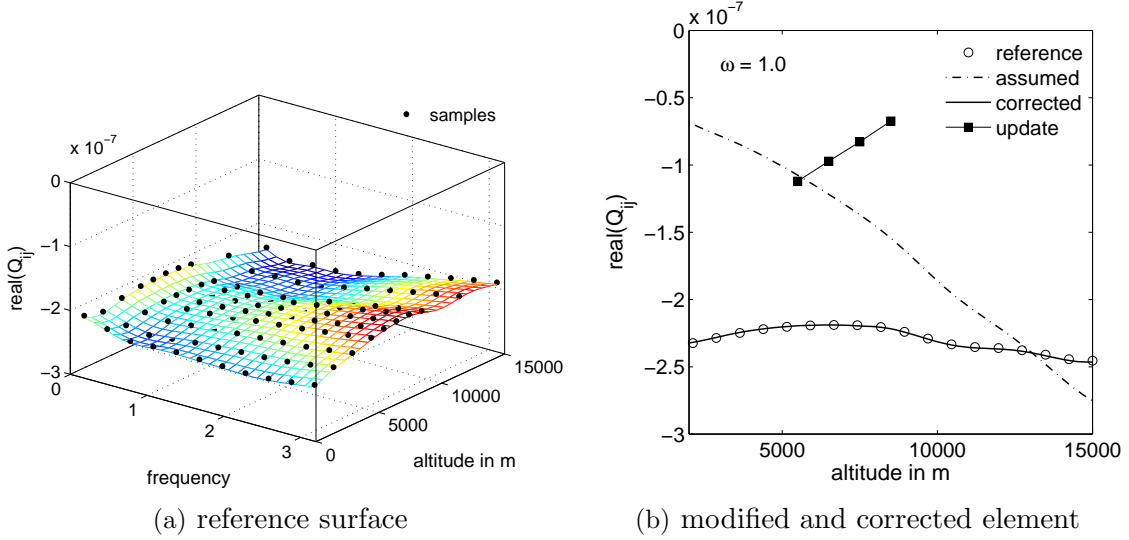 samples
x 10⁻⁷
0
−1
−2
−3
real(Q_ij)
0
1
2
3
frequency
0
5000
10000
15000
altitude in m
(a) reference surface
x 10⁻⁷
0
−0.5
−1
−1.5
−2
−2.5
−3
real(Q_ij)
ω = 1.0
reference
assumed
corrected
update
5000
10000
15000
altitude in m
(b) modified and corrected element